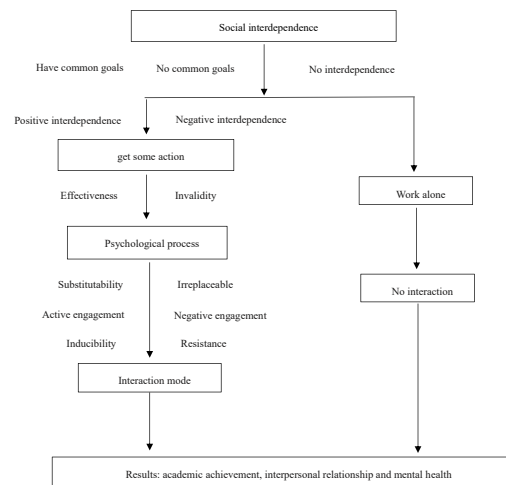 Social interdependence
Have common goals No common goals No interdependence
Positive interdependence Negative interdependence
get some action
Effectiveness Invalidity
Work alone
Psychological process
Substitutability Irreplaceable
No interaction
Active engagement Negative engagement
Inducibility Resistance
Interaction mode
Results: academic achievement, interpersonal relationship and mental health